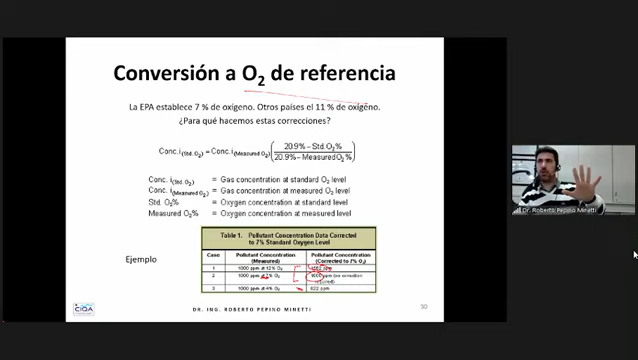 Conversión a O2 de referencia
La EPA establece 7 % de oxígeno. Otros países el 11 % de oxígeno.
¿Para qué hacemos estas correcciones?
Conc.i(Std. O2) = Conc.i(Measured O2) (20.9% – Std.O2% / 20.9% – Measured O2%)
Conc. i(Std. O2) = Gas concentration at standard O2 level
Conc. i(Measured O2) = Gas concentration at measured O2 level
Std. O2% = Oxygen concentration at standard level
Measured O2% = Oxygen concentration at measured level
Table 1. Pollutant Concentration Data Corrected
to 7% Standard Oxygen Level
Case Pollutant Concentration (Measured) Pollutant Concentration (Corrected to 7% O2)
1 1000 ppm at 12% O2 ppm
2 1000 ppm at 7% O2 1000 ppm (no correction required)
3 1000 ppm at 4% O2 822 ppm
Ejemplo
CIQA
DR. ING. ROBERTO PEPINO MINETTI
30
Dr. Roberto Pepino Minetti